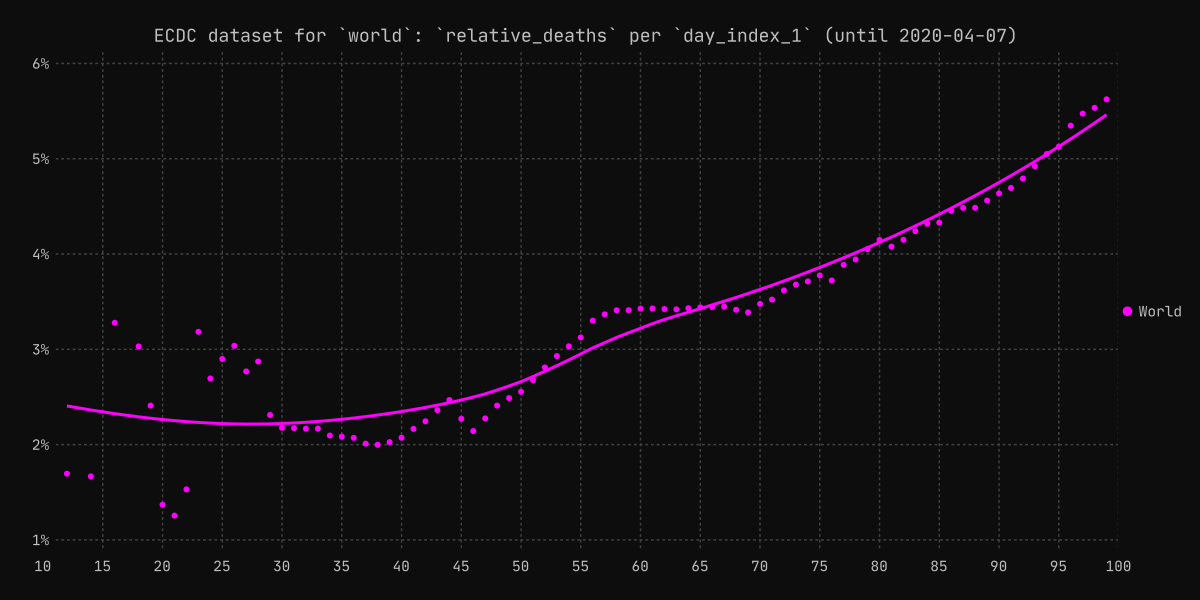 ECDC dataset for `world`: `relative_deaths` per `day_index_1` (until 2020-04-07)
6%
5%
4%
3%
2%
1%
10 15 20 25 30 35 40 45 50 55 60 65 70 75 80 85 90 95 100
World